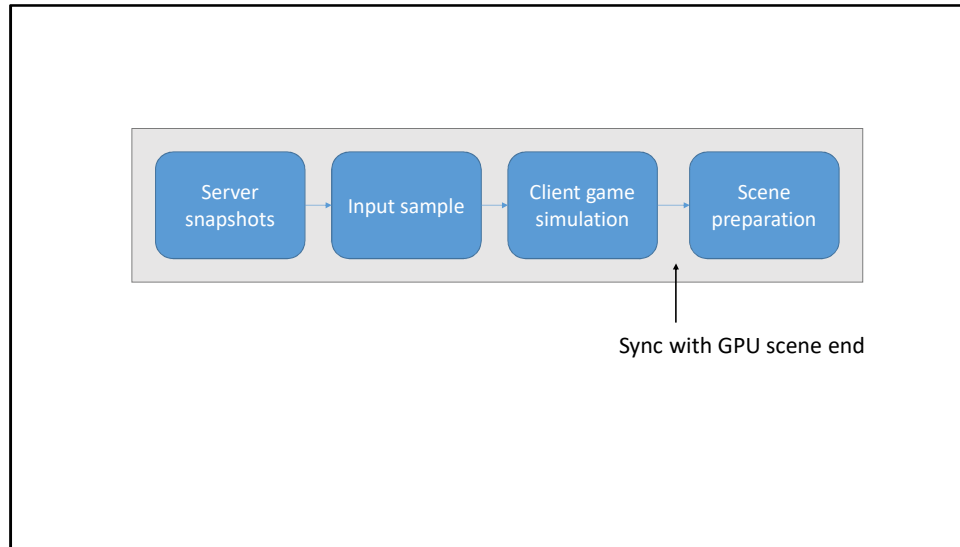 Server
snapshots
Input sample
Client game
simulation
Scene
preparation
Sync with GPU scene end